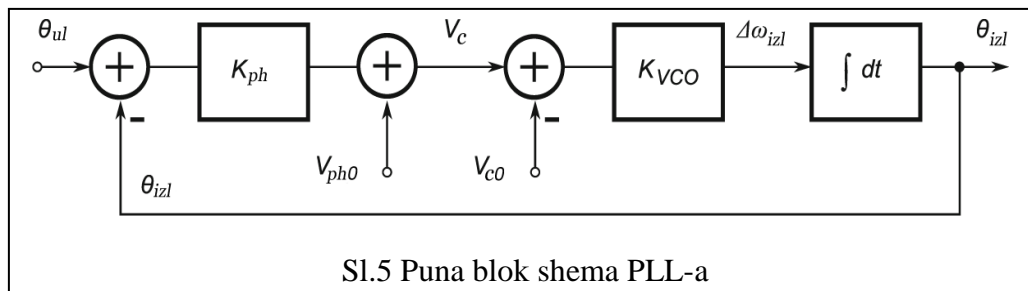 θul
+
-
Kph
+
Vph0
Vc
+
-
Vc0
KVCO
Δωizl
∫ dt
θizl
θizl
Sl.5 Puna blok shema PLL-a